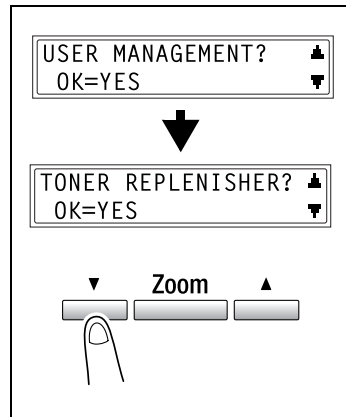 USER MANAGEMENT? ▲
OK=YES ▼
TONER REPLENISHER? ▲
OK=YES ▼
▼ Zoom ▲